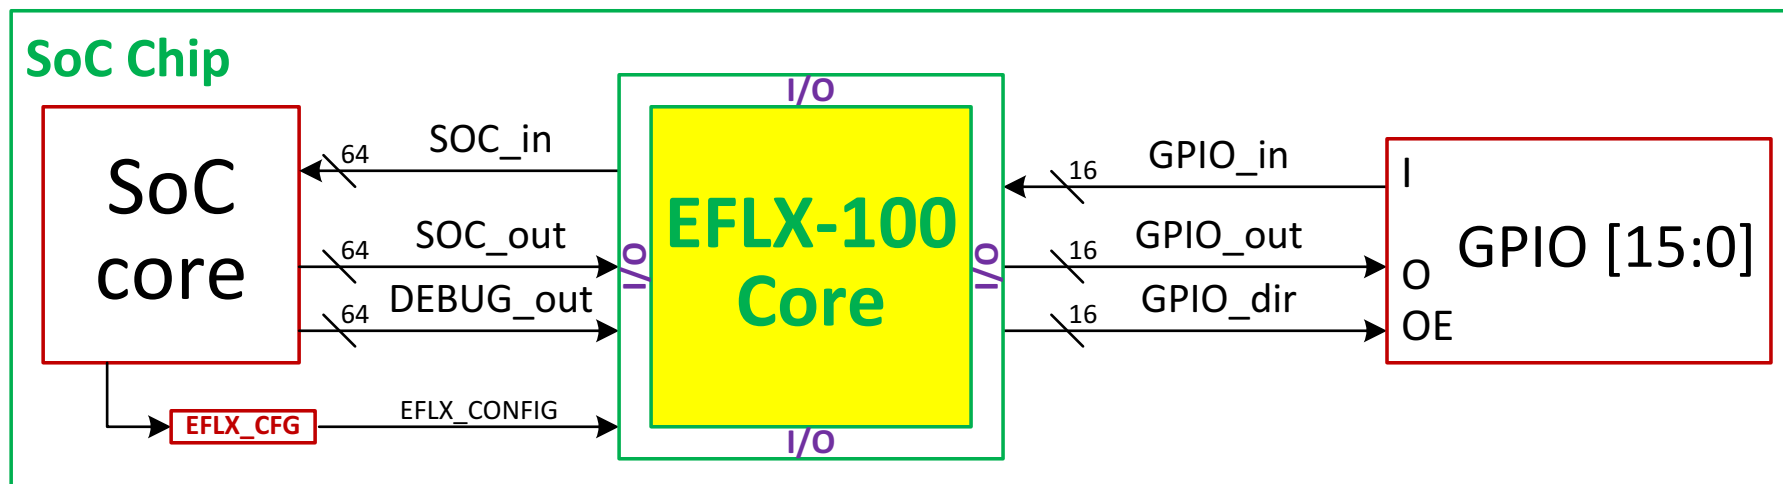 SoC Chip
I/O
SoC
core
64
SOC_in
64
SOC_out
64
DEBUG_out
EFLX_CFG
EFLX_CONFIG
I/O
EFLX-100
Core
I/O
I/O
16
GPIO_in
16
GPIO_out
16
GPIO_dir
I
O
OE
GPIO [15:0]